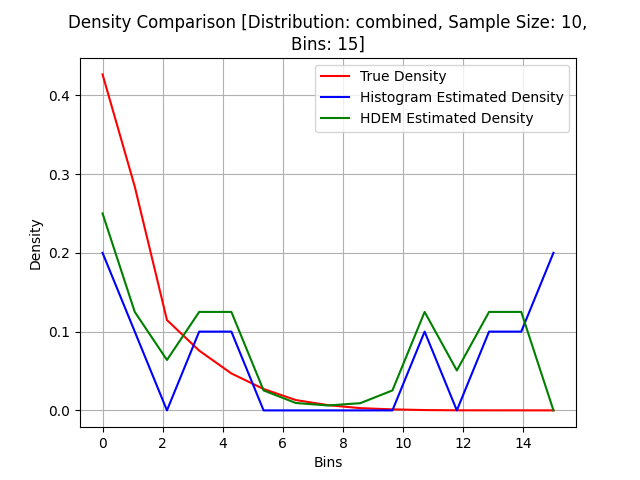 Density Comparison [Distribution: combined, Sample Size: 10,
Bins: 15]
True Density
Histogram Estimated Density
HDEM Estimated Density
Density
0.4
0.3
0.2
0.1
0.0
0 2 4 6 8 10 12 14
Bins